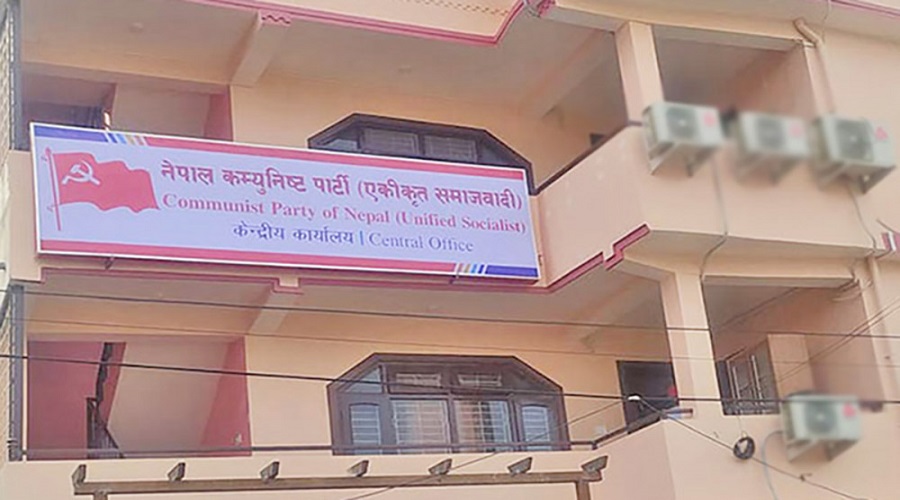 नेपाल कम्युनिष्ट पार्टी (एकीकृत समाजवादी)
Communist Party of Nepal (Unified Socialist)
केन्द्रीय कार्यालय | Central Office